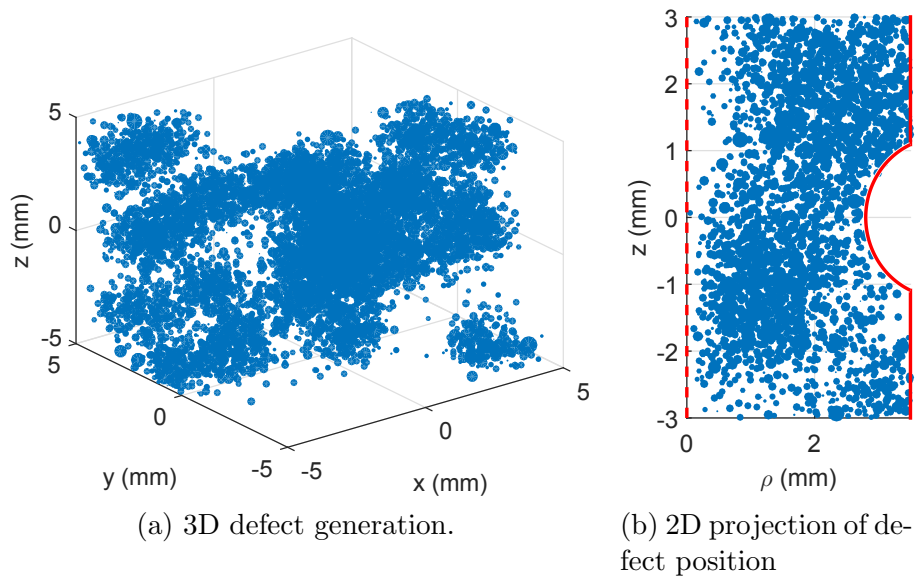 5
0
-5
z (mm)
5
0
-5
y (mm)
-5
0
5
x (mm)
(a) 3D defect generation.
3
2
1
0
-1
-2
-3
z (mm)
0
2
ρ (mm)
(b) 2D projection of de-
fect position